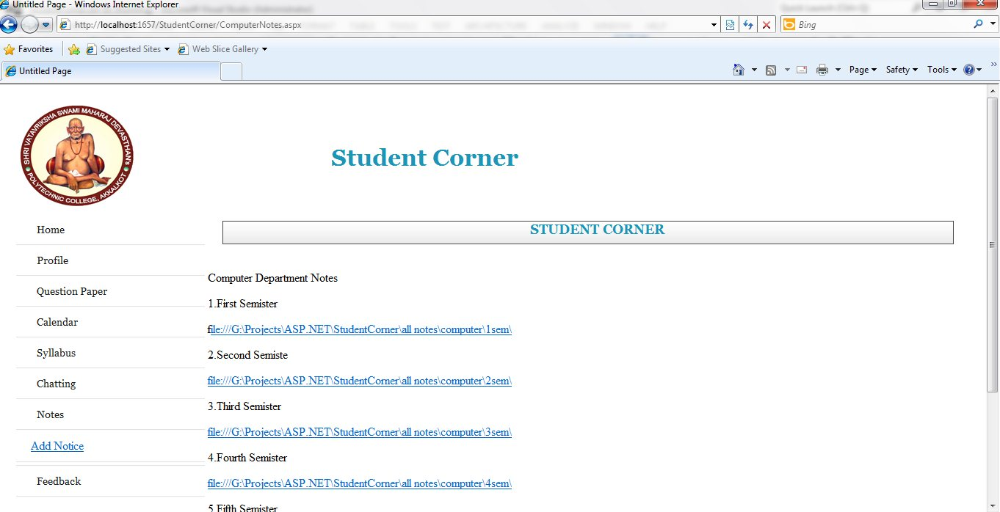 Untitled Page - Windows Internet Explorer
http://localhost:1657/StudentCorner/ComputerNotes.aspx
Bing
Favorites
Suggested Sites
Web Slice Gallery
Untitled Page
Page
Safety
Tools
SHRI VATAVRIKSHA SWAMI MAHARAJ DEVASTHAN'S
POLYTECHNIC COLLEGE, AKKALKOT
Student Corner
Home
Profile
Question Paper
Calendar
Syllabus
Chatting
Notes
Add Notice
Feedback
STUDENT CORNER
Computer Department Notes
1.First Semister
file:///G:\Projects\ASP.NET\StudentCorner\all notes\computer\1sem\
2.Second Semiste
file:///G:\Projects\ASP.NET\StudentCorner\all notes\computer\2sem\
3.Third Semister
file:///G:\Projects\ASP.NET\StudentCorner\all notes\computer\3sem\
4.Fourth Semister
file:///G:\Projects\ASP.NET\StudentCorner\all notes\computer\4sem\
5.Fifth Semister